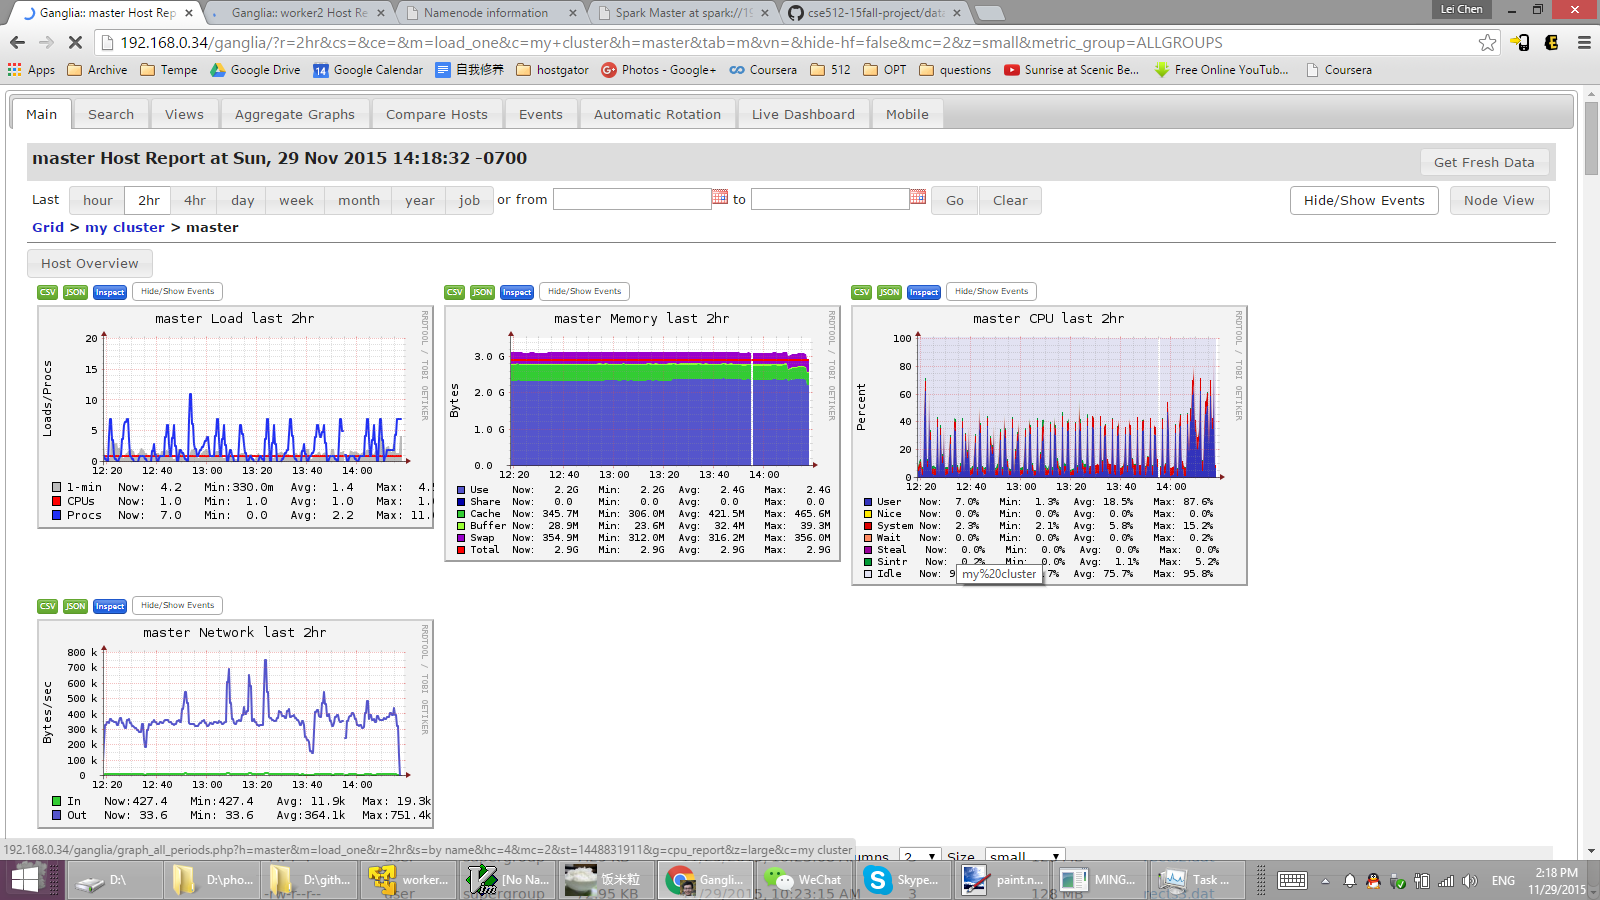 Ganglia:: master Host Rep
Ganglia:: worker2 Host Re
Namenode information
Spark Master at spark://19
cse512-15fall-project/data
Lei Chen
192.168.0.34/ganglia/?r=2hr&cs=&ce=&m=load_one&c=my+cluster&h=master&tab=m&vn=&hide-hf=false&mc=2&z=small&metric_group=ALLGROUPS
Apps Archive Tempe Google Drive 14 Google Calendar 自我修养 hostgator Photos - Google+ Coursera 512 OPT questions Sunrise at Scenic Be... Free Online YouTub... Coursera
Main Search Views Aggregate Graphs Compare Hosts Events Automatic Rotation Live Dashboard Mobile
master Host Report at Sun, 29 Nov 2015 14:18:32 -0700
Get Fresh Data
Last hour 2hr 4hr day week month year job or from to Go Clear
Hide/Show Events Node View
Grid > my cluster > master
Host Overview
CSV JSON Inspect Hide/Show Events
master Load last 2hr
Loads/Procs
20
15
10
5
0
12:20 12:40 13:00 13:20 13:40 14:00
1-min Now: 4.2 Min:330.0m Avg: 1.4 Max: 4.
CPUs Now: 1.0 Min: 1.0 Avg: 1.0 Max: 1.
Procs Now: 7.0 Min: 0.0 Avg: 2.2 Max: 11.
RRDTOOL / TOBI OETIKER
CSV JSON Inspect Hide/Show Events
master Memory last 2hr
Bytes
3.0 G
2.0 G
1.0 G
0.0
12:20 12:40 13:00 13:20 13:40 14:00
Use Now: 2.2G Min: 2.2G Avg: 2.4G Max: 2.4G
Share Now: 0.0 Min: 0.0 Avg: 0.0 Max: 0.0
Cache Now: 345.7M Min: 306.0M Avg: 421.5M Max: 465.6M
Buffer Now: 28.9M Min: 23.6M Avg: 32.4M Max: 39.3M
Swap Now: 354.9M Min: 312.0M Avg: 316.2M Max: 356.0M
Total Now: 2.9G Min: 2.9G Avg: 2.9G Max: 2.9G
RRDTOOL / TOBI OETIKER
CSV JSON Inspect Hide/Show Events
master CPU last 2hr
Percent
100
80
60
40
20
0
12:20 12:40 13:00 13:20 13:40 14:00
User Now: 7.0% Min: 1.3% Avg: 18.5% Max: 87.6%
Nice Now: 0.0% Min: 0.0% Avg: 0.0% Max: 0.0%
System Now: 2.3% Min: 2.1% Avg: 5.8% Max: 15.2%
Wait Now: 0.0% Min: 0.0% Avg: 0.0% Max: 0.2%
Steal Now: 0.0% Min: 0.0% Avg: 0.0% Max: 0.0%
Sintr Now: 0.2% Min: 0.0% Avg: 1.1% Max: 5.2%
Idle Now: 9 7% Avg: 75.7% Max: 95.8%
my%20cluster
RRDTOOL / TOBI OETIKER
CSV JSON Inspect Hide/Show Events
master Network last 2hr
Bytes/sec
800 k
700 k
600 k
500 k
400 k
300 k
200 k
100 k
0
12:20 12:40 13:00 13:20 13:40 14:00
In Now:427.4 Min:427.4 Avg: 11.9k Max: 19.3k
Out Now: 33.6 Min: 33.6 Avg:364.1k Max:751.4k
RRDTOOL / TOBI OETIKER
192.168.0.34/ganglia/graph_all_periods.php?h=master&m=load_one&r=2hr&s=by name&hc=4&mc=2&st=1448831911&g=cpu_report&z=large&c=my cluster
umns 2 Size small
D:\ D:\pho... D:\gith... worker... [No Na... 饭米粒 Gangli... WeChat Skype... paint.n... MING... Task ...
ENG
2:18 PM
11/29/2015
-rw-r--r-- user supergroup 72.95 KB 11/29/2015, 10:23:15 AM 3 128 MB rectG3.dat